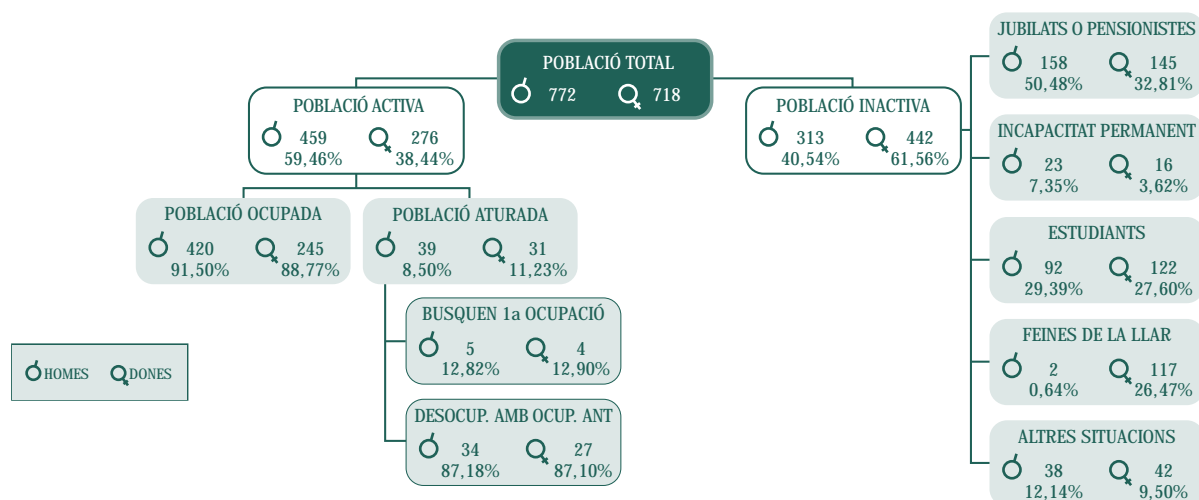 POBLACIÓ TOTAL
772 718
POBLACIÓ ACTIVA
459 276
59,46% 38,44%
POBLACIÓ OCUPADA
420 245
91,50% 88,77%
POBLACIÓ ATURADA
39 31
8,50% 11,23%
BUSQUEN 1a OCUPACIÓ
5 4
12,82% 12,90%
DESOCUP. AMB OCUP. ANT
34 27
87,18% 87,10%
POBLACIÓ INACTIVA
313 442
40,54% 61,56%
JUBILATS O PENSIONISTES
158 145
50,48% 32,81%
INCAPACITAT PERMANENT
23 16
7,35% 3,62%
ESTUDIANTS
92 122
29,39% 27,60%
FEINES DE LA LLAR
2 117
0,64% 26,47%
ALTRES SITUACIONS
38 42
12,14% 9,50%
HOMES DONES